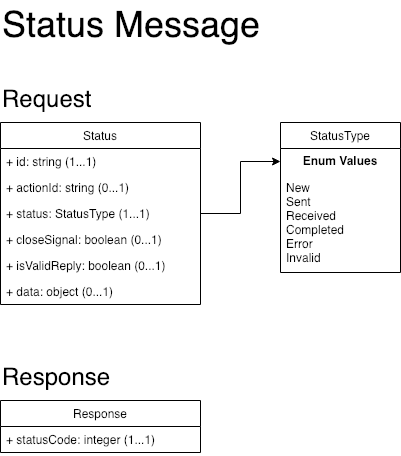 Status Message
Request
Status
+ id: string (1...1)
+ actionId: string (0...1)
+ status: StatusType (1...1)
+ closeSignal: boolean (0...1)
+ isValidReply: boolean (0...1)
+ data: object (0...1)
StatusType
Enum Values
New
Sent
Received
Completed
Error
Invalid
Response
Response
+ statusCode: integer (1...1)